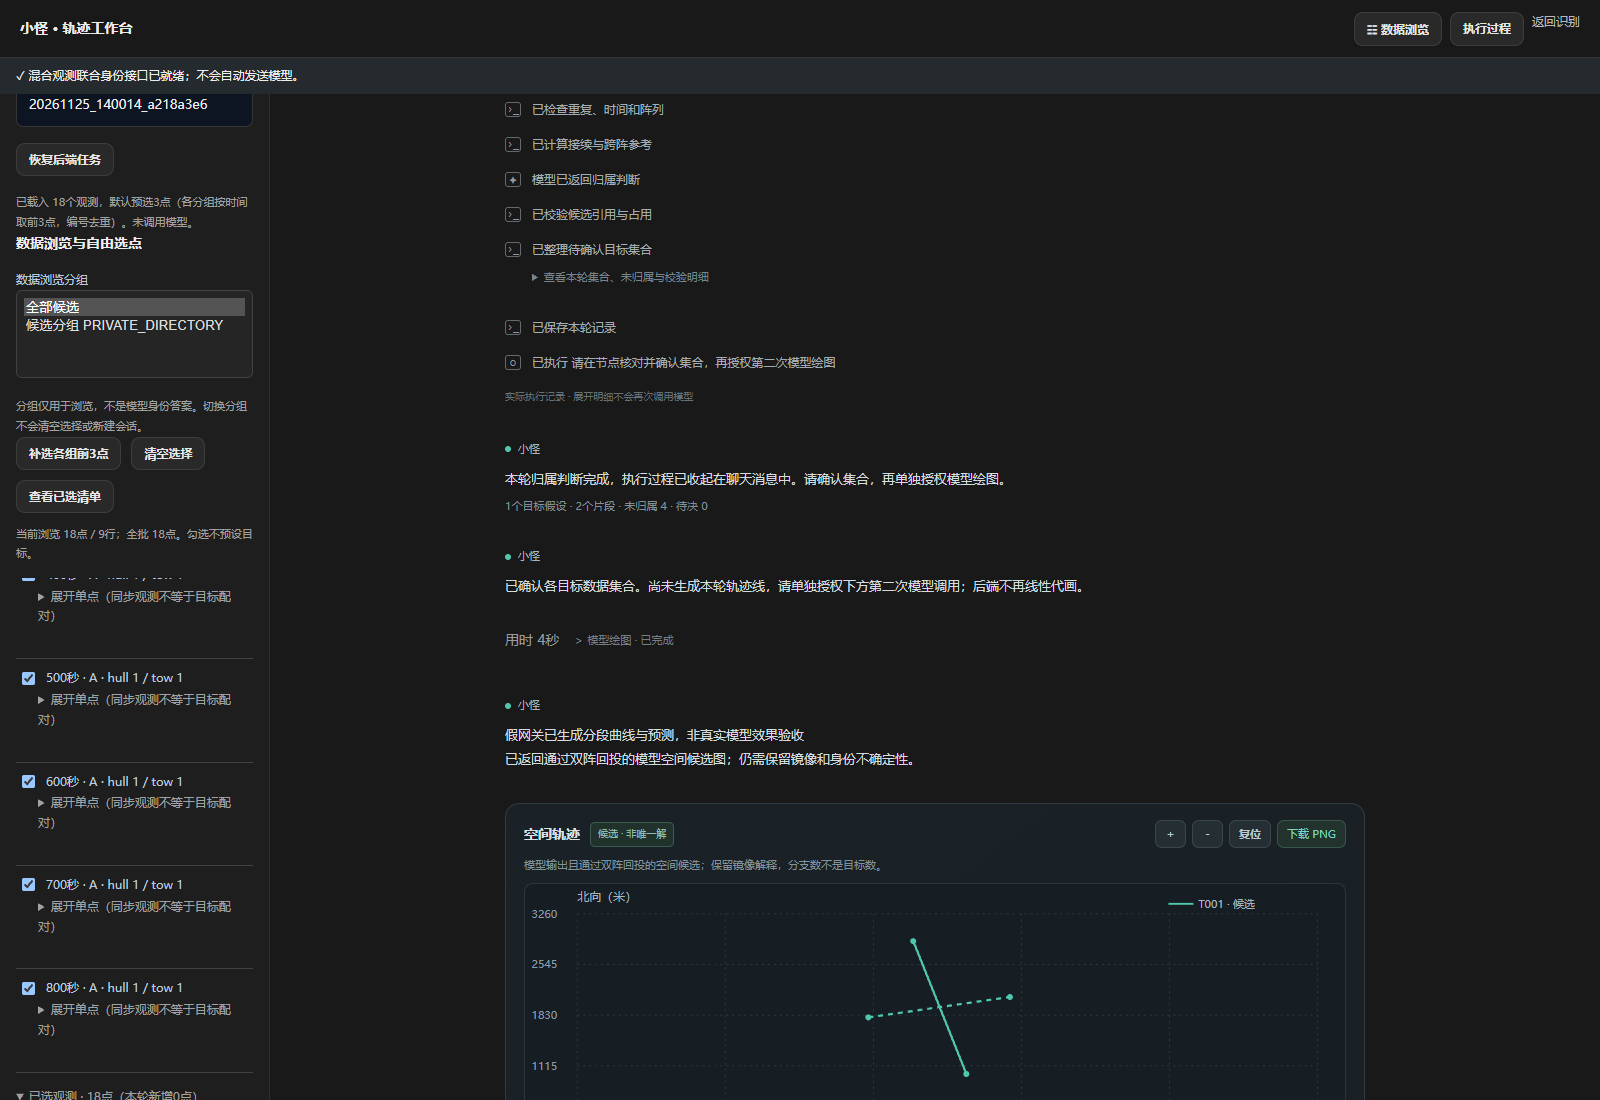 小怪 • 轨迹工作台
☷ 数据浏览
执行过程
返回识别
✓ 混合观测联合身份接口已就绪；不会自动发送模型。
20261125_140014_a218a3e6
恢复后端任务
已载入 18个观测，默认预选3点（各分组按时间
取前3点，编号去重）。未调用模型。
数据浏览与自由选点
数据浏览分组
全部候选
候选分组 PRIVATE_DIRECTORY
分组仅用于浏览，不是模型身份答案。切换分组
不会清空选择或新建会话。
补选各组前3点
清空选择
查看已选清单
当前浏览 18点 / 9行；全批 18点。勾选不预设目
标。
▶ 展开单点（同步观测不等于目标配
对）
500秒 · A · hull 1 / tow 1
▶ 展开单点（同步观测不等于目标配
对）
600秒 · A · hull 1 / tow 1
▶ 展开单点（同步观测不等于目标配
对）
700秒 · A · hull 1 / tow 1
▶ 展开单点（同步观测不等于目标配
对）
800秒 · A · hull 1 / tow 1
▶ 展开单点（同步观测不等于目标配
对）
▼ 已选观测 · 18点（本轮新增0点）
已检查重复、时间和阵列
已计算接续与跨阵参考
模型已返回归属判断
已校验候选引用与占用
已整理待确认目标集合
▶ 查看本轮集合、未归属与校验明细
已保存本轮记录
已执行 请在节点核对并确认集合，再授权第二次模型绘图
实际执行记录 · 展开明细不会再次调用模型
小怪
本轮归属判断完成，执行过程已收起在聊天消息中。请确认集合，再单独授权模型绘图。
1个目标假设 · 2个片段 · 未归属 4 · 待决 0
小怪
已确认各目标数据集合。尚未生成本轮轨迹线，请单独授权下方第二次模型调用；后端不再线性代画。
用时 4秒 > 模型绘图 · 已完成
小怪
假网关已生成分段曲线与预测，非真实模型效果验收
已返回通过双阵回投的模型空间候选图；仍需保留镜像和身份不确定性。
空间轨迹 候选 · 非唯一解
+
-
复位
下载 PNG
模型输出且通过双阵回投的空间候选；保留镜像解释，分支数不是目标数。
北向（米）
T001 · 候选
3260
2545
1830
1115